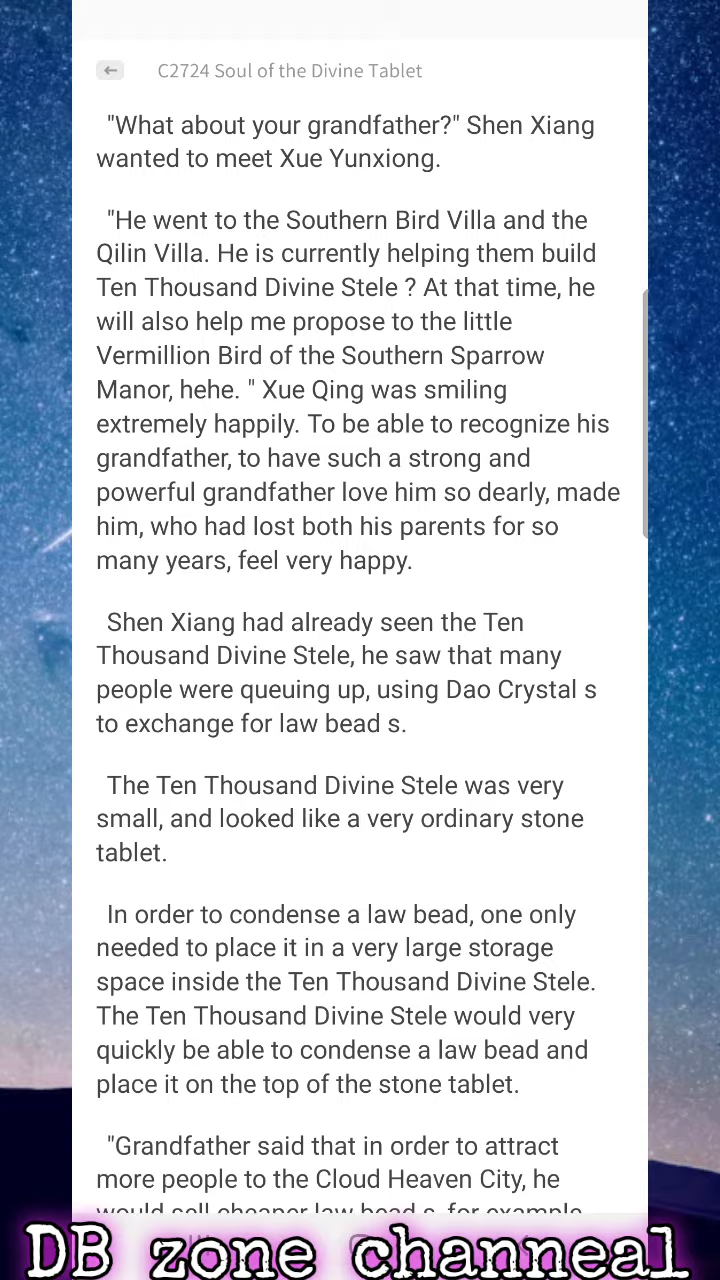 C2724 Soul of the Divine Tablet
"What about your grandfather?" Shen Xiang
wanted to meet Xue Yunxiong.
"He went to the Southern Bird Villa and the
Qilin Villa. He is currently helping them build
Ten Thousand Divine Stele ? At that time, he
will also help me propose to the little
Vermillion Bird of the Southern Sparrow
Manor, hehe. " Xue Qing was smiling
extremely happily. To be able to recognize his
grandfather, to have such a strong and
powerful grandfather love him so dearly, made
him, who had lost both his parents for so
many years, feel very happy.
Shen Xiang had already seen the Ten
Thousand Divine Stele, he saw that many
people were queuing up, using Dao Crystal s
to exchange for law bead s.
The Ten Thousand Divine Stele was very
small, and looked like a very ordinary stone
tablet.
In order to condense a law bead, one only
needed to place it in a very large storage
space inside the Ten Thousand Divine Stele.
The Ten Thousand Divine Stele would very
quickly be able to condense a law bead and
place it on the top of the stone tablet.
"Grandfather said that in order to attract
more people to the Cloud Heaven City, he
would sell cheaper law bead s, for example
DB zone channeal